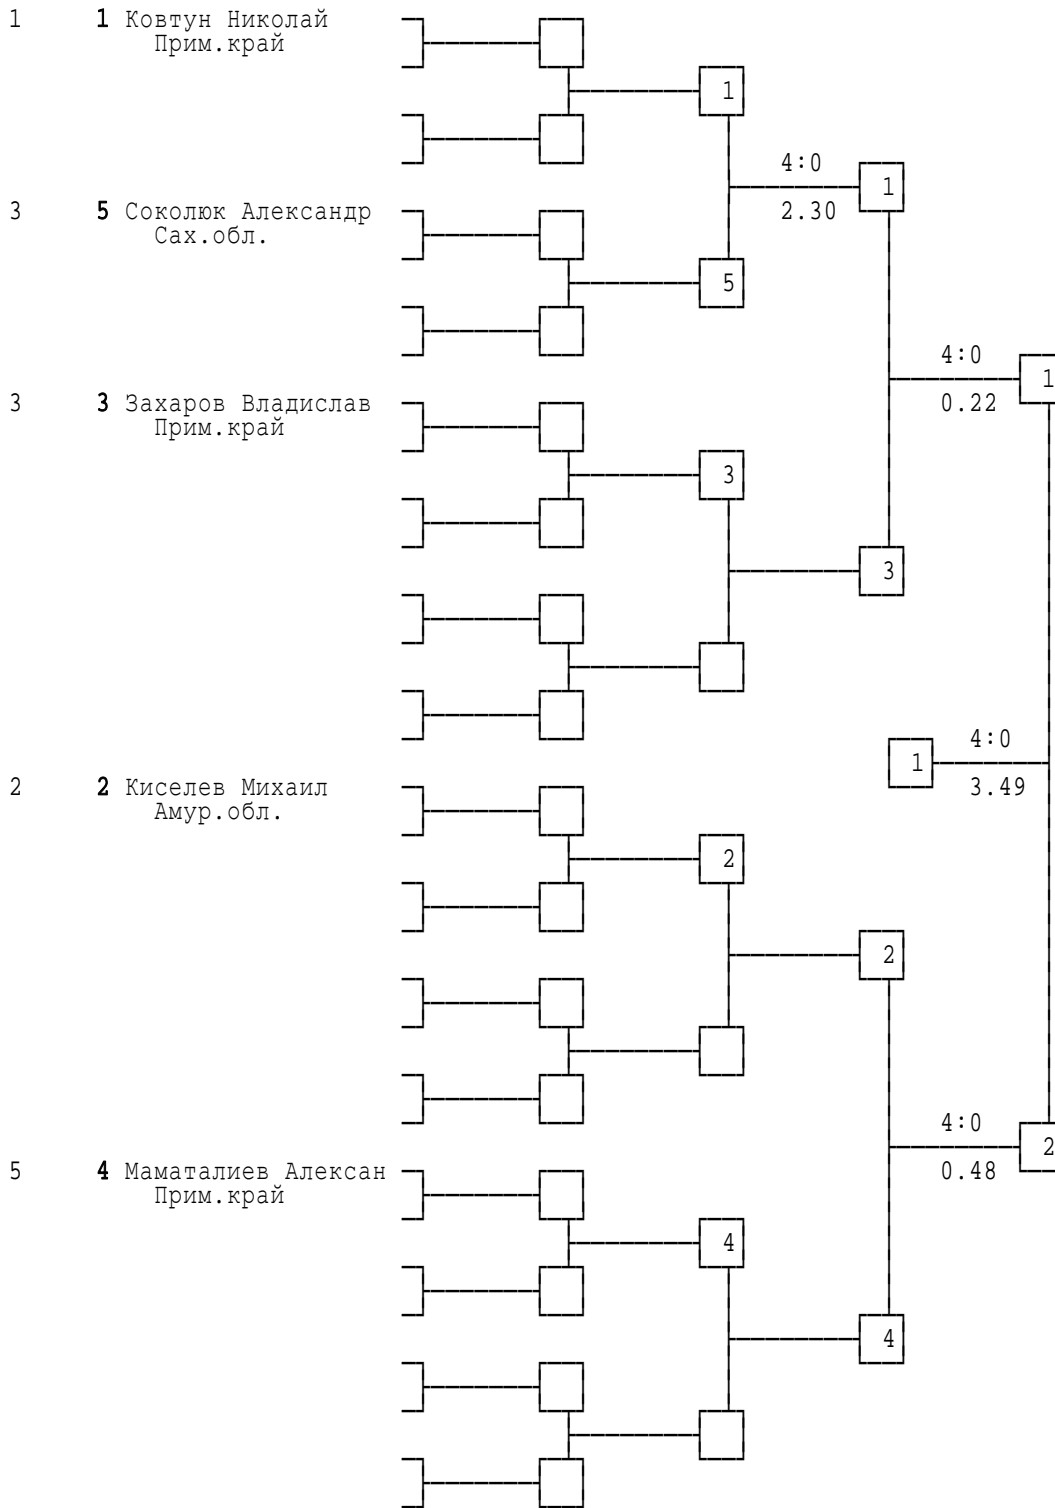 1 1 Ковтун Николай
Прим.край
1
4:0
1
2.30
3 5 Соколюк Александр
Сах.обл.
5
4:0
1
0.22
3 3 Захаров Владислав
Прим.край
3
3
4:0
1
3.49
2 2 Киселев Михаил
Амур.обл.
2
2
4:0
2
0.48
5 4 Маматалиев Алексан
Прим.край
4
4